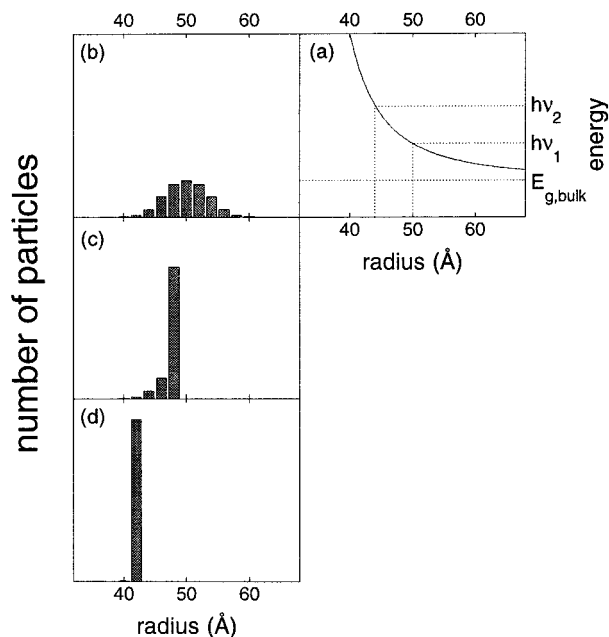 40 50 60 40 50 60
(b)
(a)
hν2
hν1
Eg,bulk
energy
40 50 60
radius (Å)
number of particles
(c)
(d)
40 50 60
radius (Å)